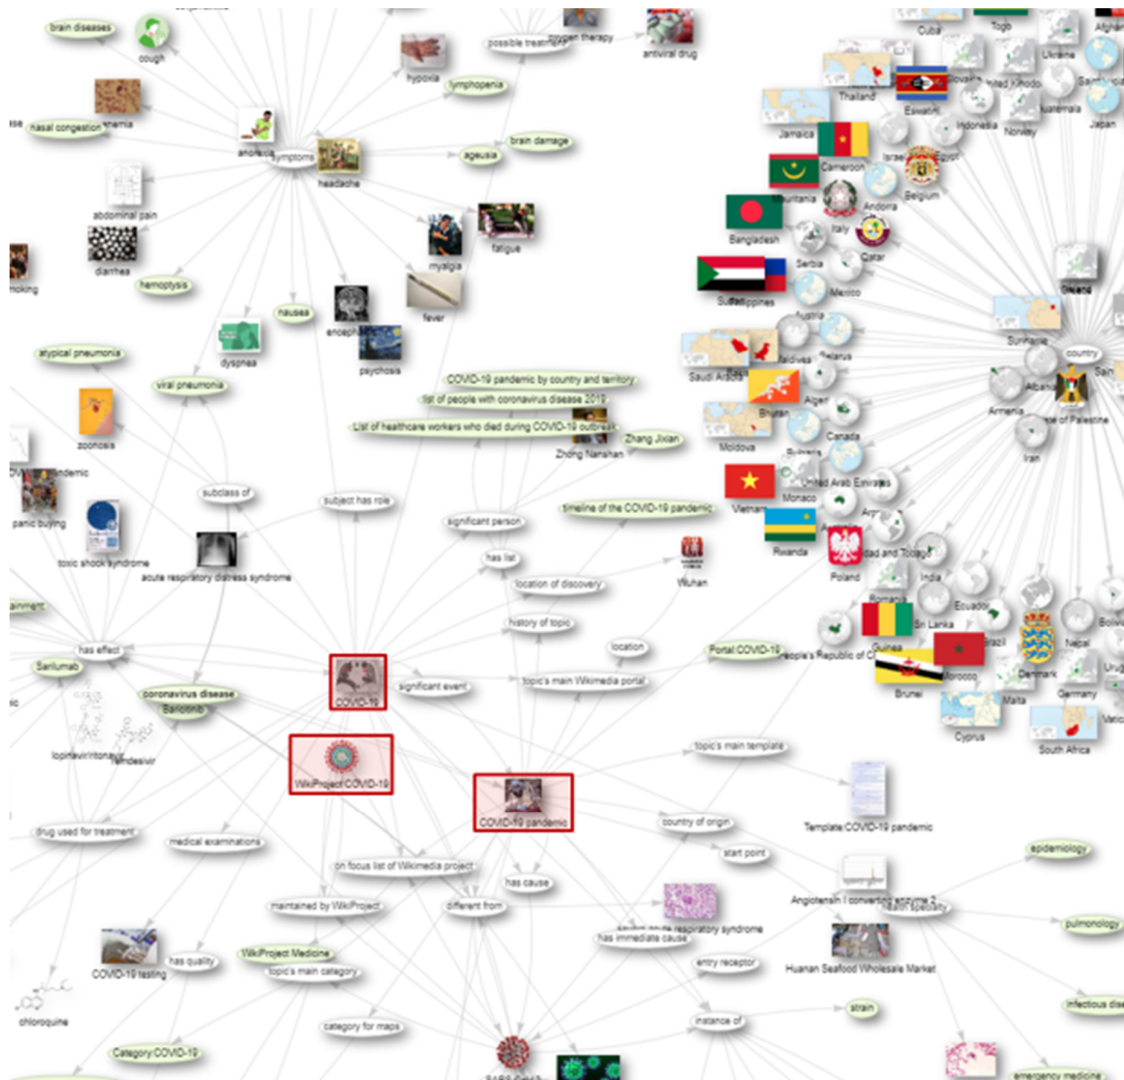 brain diseases
cough
hypoxia
possible treatment
oxygen therapy
antiviral drug
Cuba
Togo
Ukraine
lymphopenia
Thailand
Eswatini
Guatemala
Japan
nasal congestion
Jamaica
Indonesia
Norway
anorexia
symptoms
headache
ageusia
brain damage
Cameroon
Egypt
Belgium
abdominal pain
Mauritania
Andorra
Italy
diarrhea
myalgia
fatigue
Bangladesh
Serbia
Qatar
hemoptysis
nausea
fever
Mexico
dyspnea
psychosis
Suriname
country
atypical pneumonia
viral pneumonia
COVID-19 pandemic by country and territory
list of people with coronavirus disease 2019
List of healthcare workers who died during COVID-19 outbreak
Zhang Jixian
Zhong Nanshan
Saudi Arabia
Bhutan
Armenia
Iran
zoonosis
Moldova
Canada
panic buying
subclass of
subject has role
timeline of the COVID-19 pandemic
Vietnam
Monaco
United Arab Emirates
toxic shock syndrome
acute respiratory distress syndrome
significant person
has list
location of discovery
Wuhan
Rwanda
Poland
India
Romania
Sri Lanka
Ecuador
has effect
history of topic
location
Portal:COVID-19
Guinea
Nepal
Sarilumab
coronavirus disease
Baricitinib
COVID-19
significant event
topic's main Wikimedia portal
Brunei
Morocco
Denmark
Malta
Germany
Cyprus
South Africa
lopinavir/ritonavir
WikiProject COVID-19
COVID-19 pandemic
topic's main template
Template:COVID-19 pandemic
drug used for treatment
medical examinations
country of origin
start point
epidemiology
on focus list of Wikimedia project
has cause
Angiotensin I converting enzyme 2
health specialty
maintained by WikiProject
different from
has immediate cause
pulmonology
COVID-19 testing
has quality
WikiProject Medicine
topic's main category
entry receptor
Huanan Seafood Wholesale Market
chloroquine
category for maps
instance of
strain
Category:COVID-19
emergency medicine